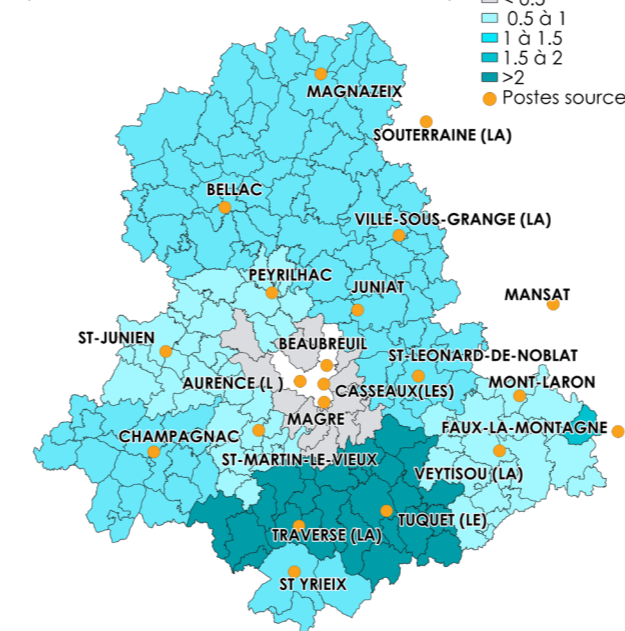 < 0.5
0.5 à 1
1 à 1.5
1.5 à 2
>2
Postes source
MAGNAZEIX
SOUTERRAINE (LA)
BELLAC
VILLE-SOUS-GRANGE (LA)
PEYRILHAC
JUNIAT
MANSAT
ST-JUNIEN
BEAUBREUIL
ST-LEONARD-DE-NOBLAT
AURENCE (L )
CASSEAUX(LES)
MONT-LARON
MAGRE
FAUX-LA-MONTAGNE
CHAMPAGNAC
ST-MARTIN-LE-VIEUX
VEYTISOU (LA)
TUQUET (LE)
TRAVERSE (LA)
ST YRIEIX